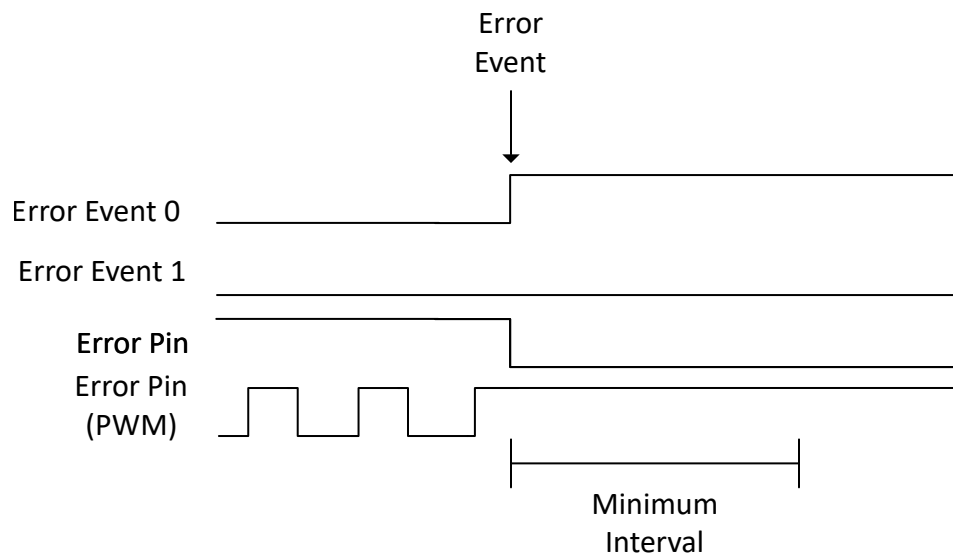 Error
Event
Error Event 0
Error Event 1
Error Pin
Error Pin
(PWM)
Minimum
Interval